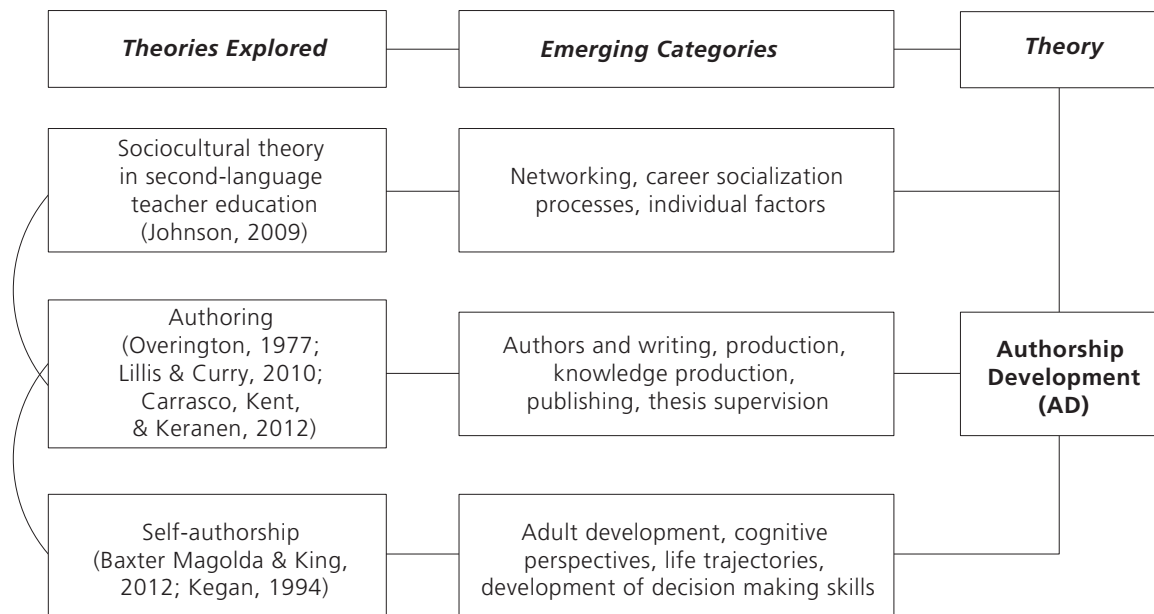 Theories Explored
Emerging Categories
Theory
Sociocultural theory
in second-language
teacher education
(Johnson, 2009)
Networking, career socialization
processes, individual factors
Authoring
(Overington, 1977;
Lillis & Curry, 2010;
Carrasco, Kent,
& Keranen, 2012)
Authors and writing, production,
knowledge production,
publishing, thesis supervision
Authorship
Development
(AD)
Self-authorship
(Baxter Magolda & King,
2012; Kegan, 1994)
Adult development, cognitive
perspectives, life trajectories,
development of decision making skills